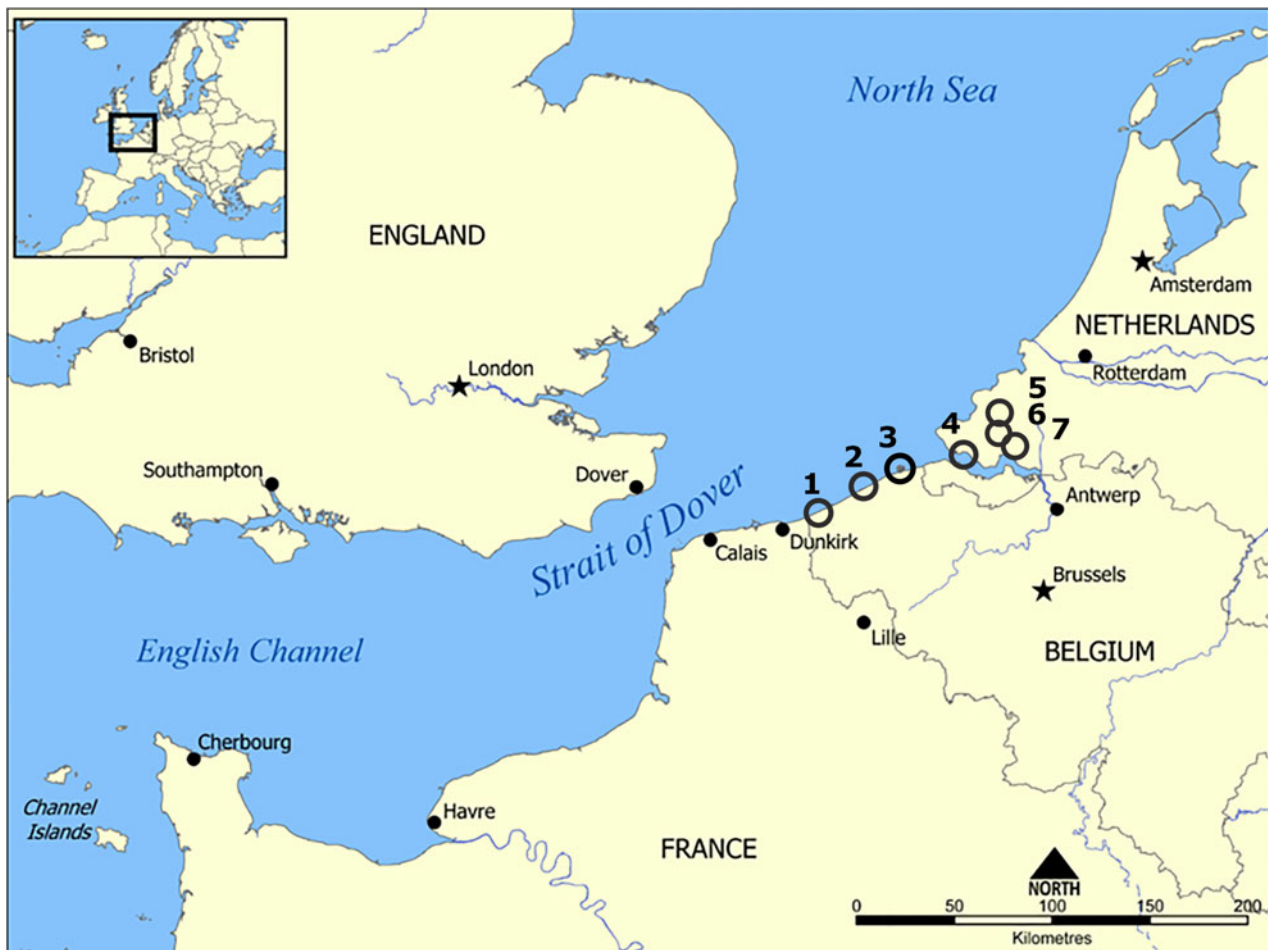 North Sea
ENGLAND
Amsterdam
NETHERLANDS
Bristol
London
Rotterdam
5
6
4
7
3
Southampton
Dover
2
1
Antwerp
Strait of Dover
Calais
Dunkirk
Brussels
English Channel
Lille
BELGIUM
Cherbourg
Channel
Islands
Havre
FRANCE
NORTH
0 50 100 150 200
Kilometres